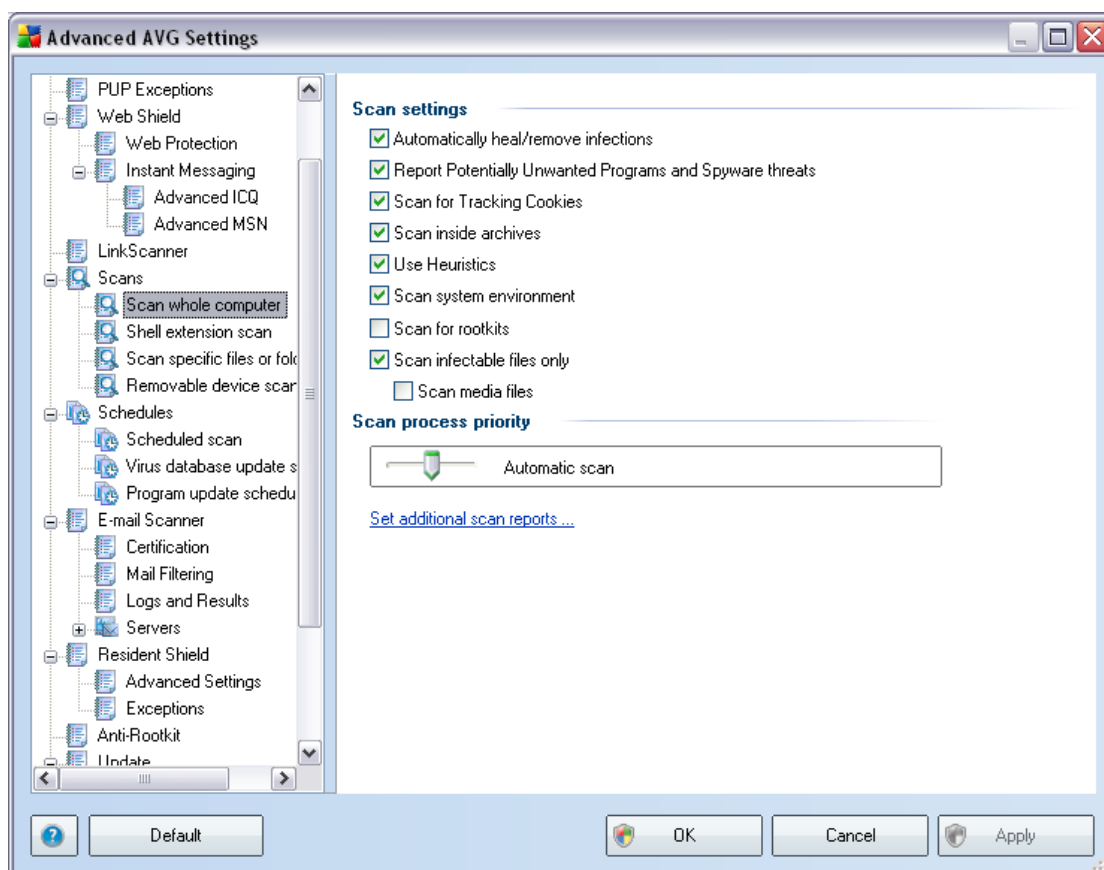 Advanced AVG Settings
PUP Exceptions
Web Shield
Web Protection
Instant Messaging
Advanced ICQ
Advanced MSN
LinkScanner
Scans
Scan whole computer
Shell extension scan
Scan specific files or fold
Removable device scan
Schedules
Scheduled scan
Virus database update s
Program update schedu
E-mail Scanner
Certification
Mail Filtering
Logs and Results
Servers
Resident Shield
Advanced Settings
Exceptions
Anti-Rootkit
Update
Scan settings
Automatically heal/remove infections
Report Potentially Unwanted Programs and Spyware threats
Scan for Tracking Cookies
Scan inside archives
Use Heuristics
Scan system environment
Scan for rootkits
Scan infectable files only
Scan media files
Scan process priority
Automatic scan
Set additional scan reports ...
Default
OK
Cancel
Apply